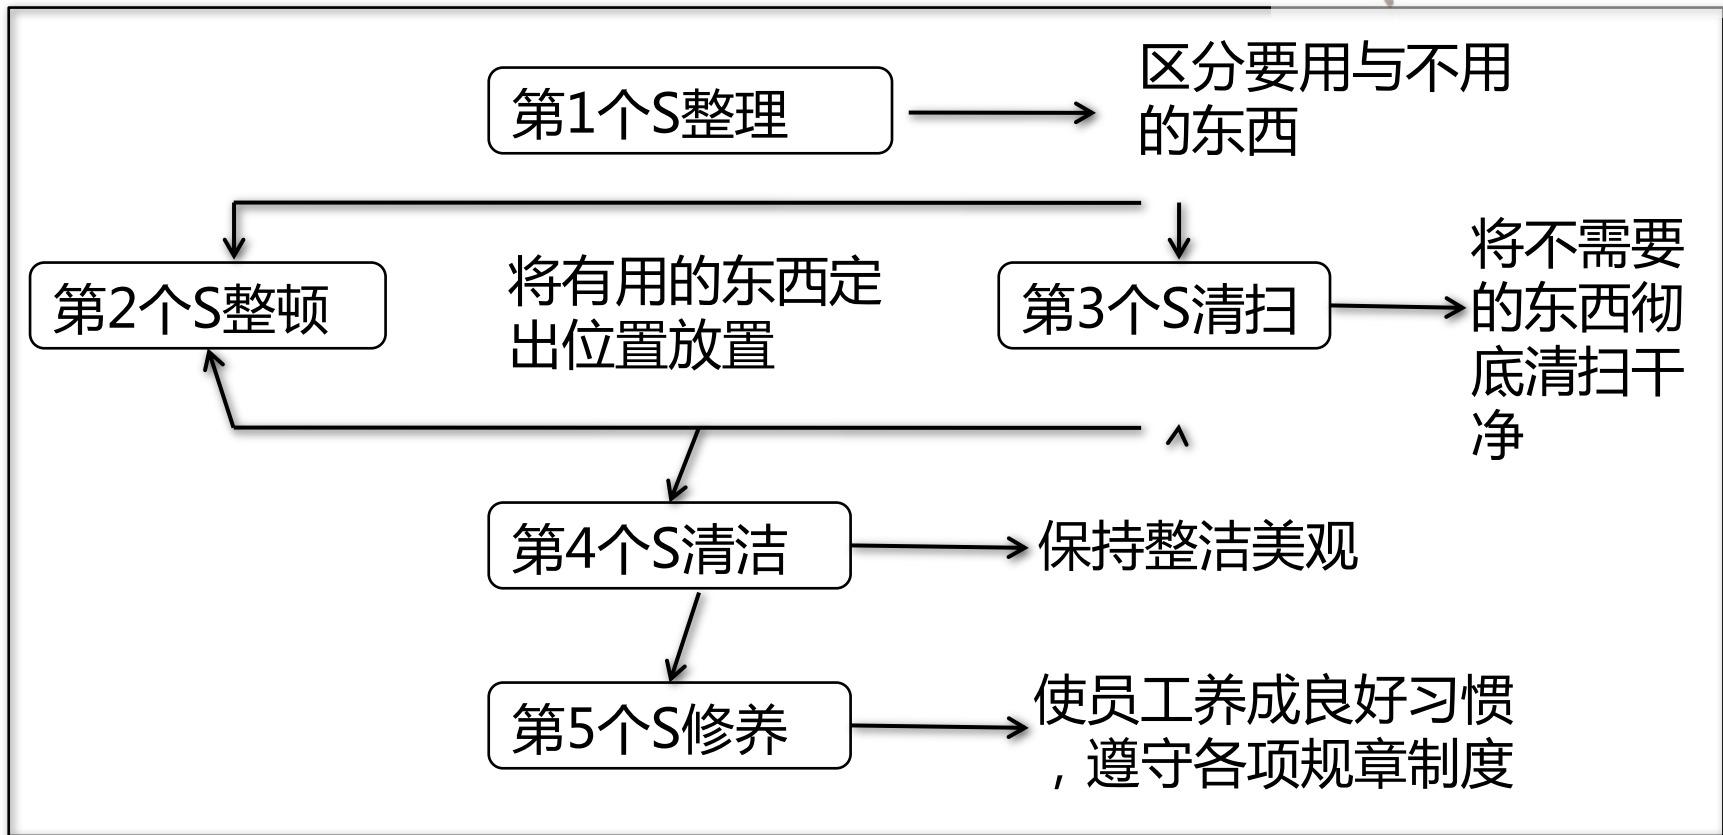 第1个S整理
区分要用与不用
的东西
第2个S整顿
将有用的东西定
出位置放置
第3个S清扫
将不需要
的东西彻
底清扫干
净
第4个S清洁
保持整洁美观
第5个S修养
使员工养成良好习惯
，遵守各项规章制度